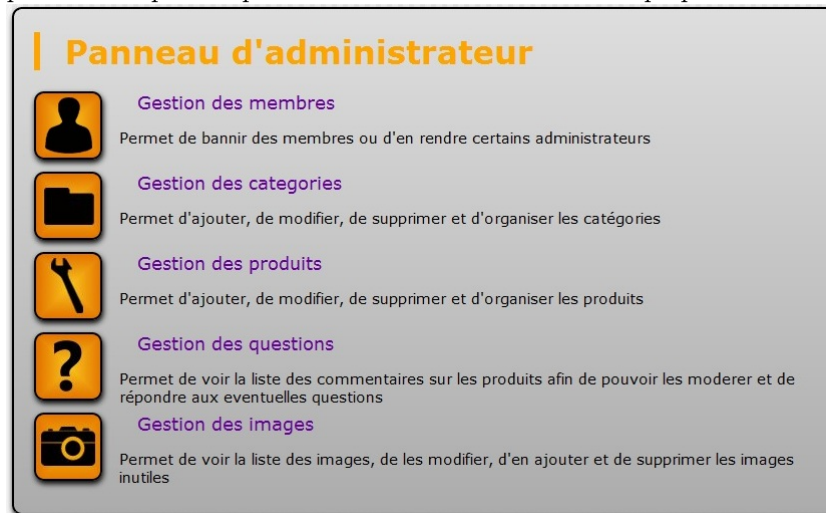 Panneau d'administrateur
Gestion des membres
Permet de bannir des membres ou d'en rendre certains administrateurs
Gestion des categories
Permet d'ajouter, de modifier, de supprimer et d'organiser les catégories
Gestion des produits
Permet d'ajouter, de modifier, de supprimer et d'organiser les produits
Gestion des questions
Permet de voir la liste des commentaires sur les produits afin de pouvoir les moderer et de
répondre aux eventuelles questions
Gestion des images
Permet de voir la liste des images, de les modifier, d'en ajouter et de supprimer les images
inutiles